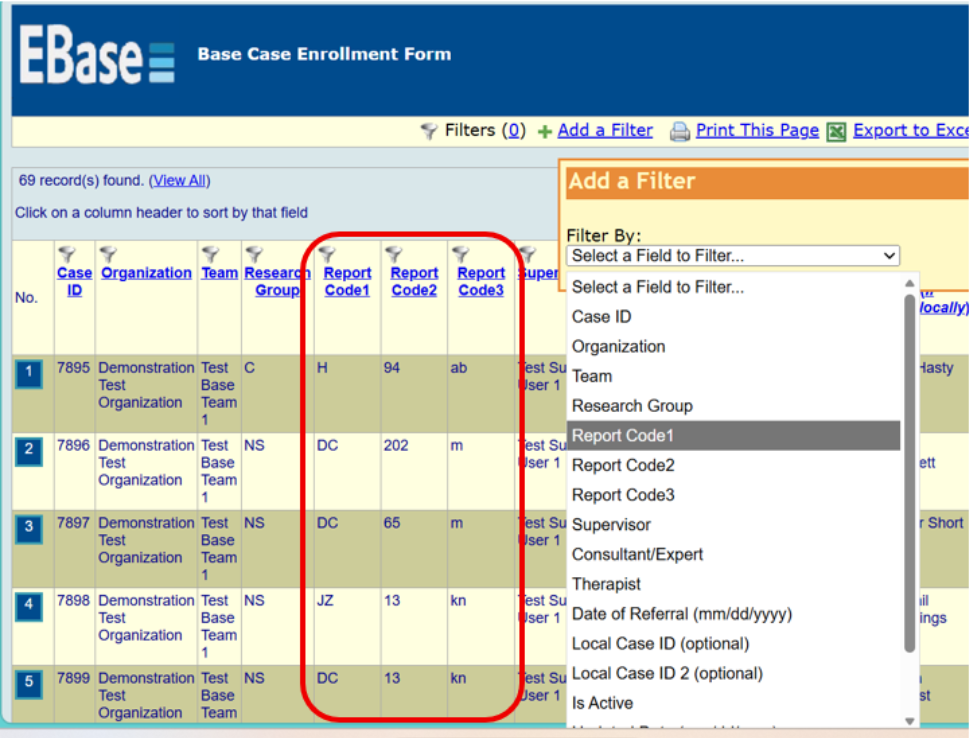 EBase
Base Case Enrollment Form
Filters (0) + Add a Filter Print This Page Export to Exce
69 record(s) found. (View All)
Click on a column header to sort by that field
No.
Case
ID
Organization
Team
Research
Group
Report
Code1
Report
Code2
Report
Code3
Super
locally)
1
7895
Demonstration
Test
Organization
Test
Base
Team
1
C
H
94
ab
Test Su
User 1
Hasty
2
7896
Demonstration
Test
Organization
Test
Base
Team
1
NS
DC
202
m
Test Su
User 1
ett
3
7897
Demonstration
Test
Organization
Test
Base
Team
1
NS
DC
65
m
Test Su
User 1
r Short
4
7898
Demonstration
Test
Organization
Test
Base
Team
1
NS
JZ
13
kn
Test Su
User 1
ings
5
7899
Demonstration
Test
Organization
Test
Base
Team
NS
DC
13
kn
Test Su
User 1
st
Add a Filter
Filter By:
Select a Field to Filter...
Select a Field to Filter...
Case ID
Organization
Team
Research Group
Report Code1
Report Code2
Report Code3
Supervisor
Consultant/Expert
Therapist
Date of Referral (mm/dd/yyyy)
Local Case ID (optional)
Local Case ID 2 (optional)
Is Active